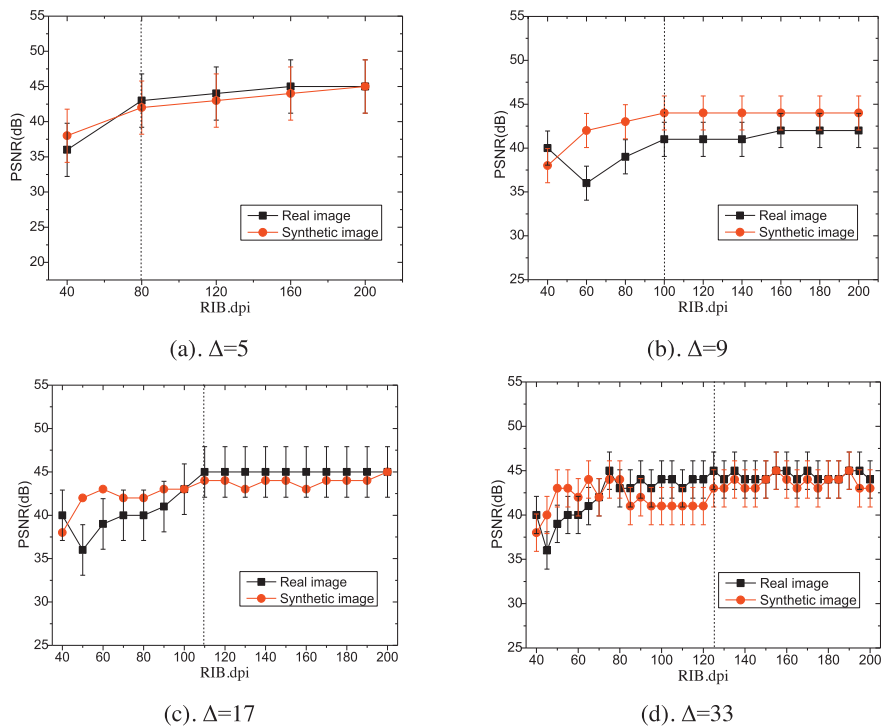 55
50
45
40
35
30
25
20
PSNR(dB)
Real image
Synthetic image
40 80 120 160 200
RIB.dpi
(a). Δ=5
55
50
45
40
35
30
25
PSNR(dB)
Real image
Synthetic image
40 60 80 100 120 140 160 180 200
RIB.dpi
(b). Δ=9
55
50
45
40
35
30
25
PSNR(dB)
Real image
Synthetic image
40 60 80 100 120 140 160 180 200
RIB.dpi
(c). Δ=17
55
50
45
40
35
30
25
PSNR(dB)
Real image
Synthetic image
40 60 80 100 120 140 160 180 200
RIB.dpi
(d). Δ=33